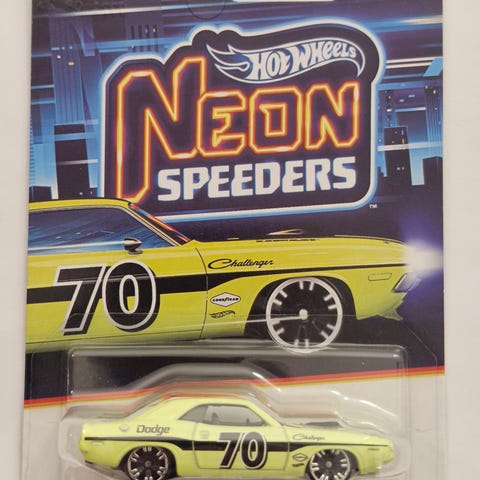 Hot Wheels
NEON
SPEEDERS
™
Challenger
70
GOODYEAR
Dodge
70
Challenger